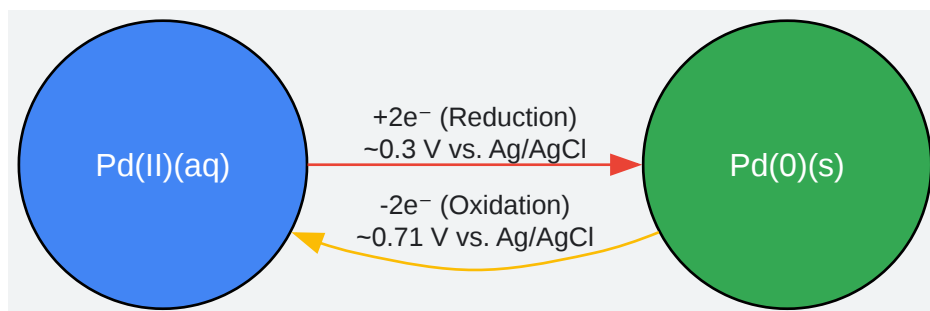 Pd(II)(aq)
+2e⁻ (Reduction)
~0.3 V vs. Ag/AgCl
-2e⁻ (Oxidation)
~0.71 V vs. Ag/AgCl
Pd(0)(s)